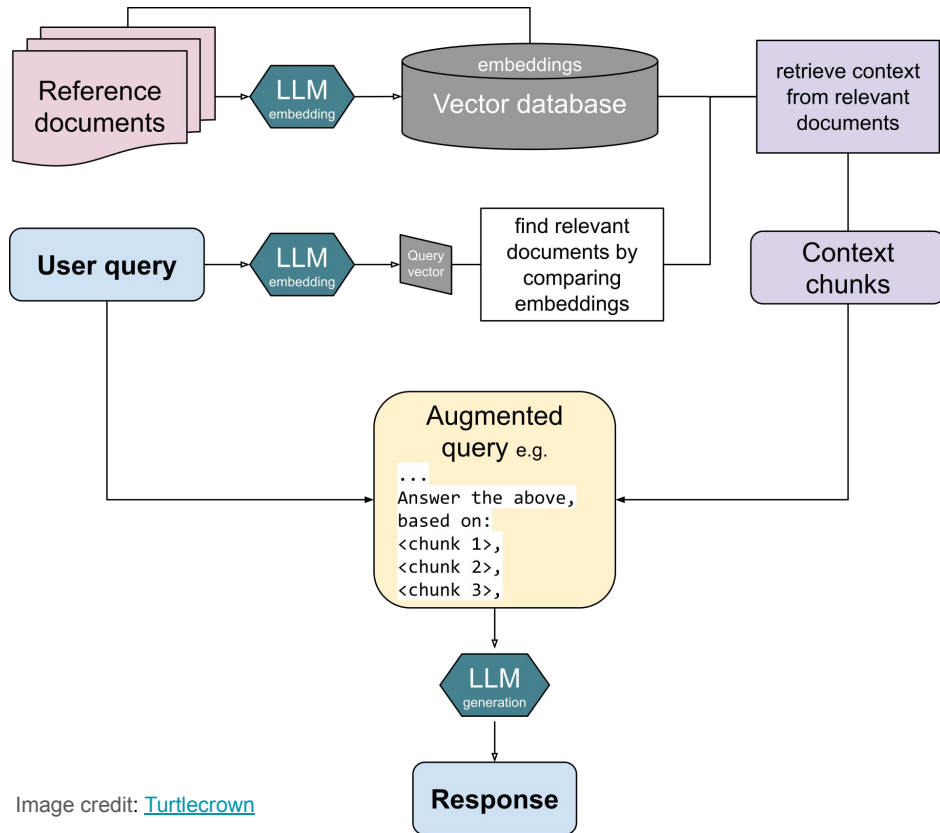 Reference
documents
LLM
embedding
embeddings
Vector database
retrieve context
from relevant
documents
User query
LLM
embedding
Query
vector
find relevant
documents by
comparing
embeddings
Context
chunks
Augmented
query e.g.
...
Answer the above,
based on:
<chunk 1>,
<chunk 2>,
<chunk 3>,
LLM
generation
Response
Image credit: Turtlecrown